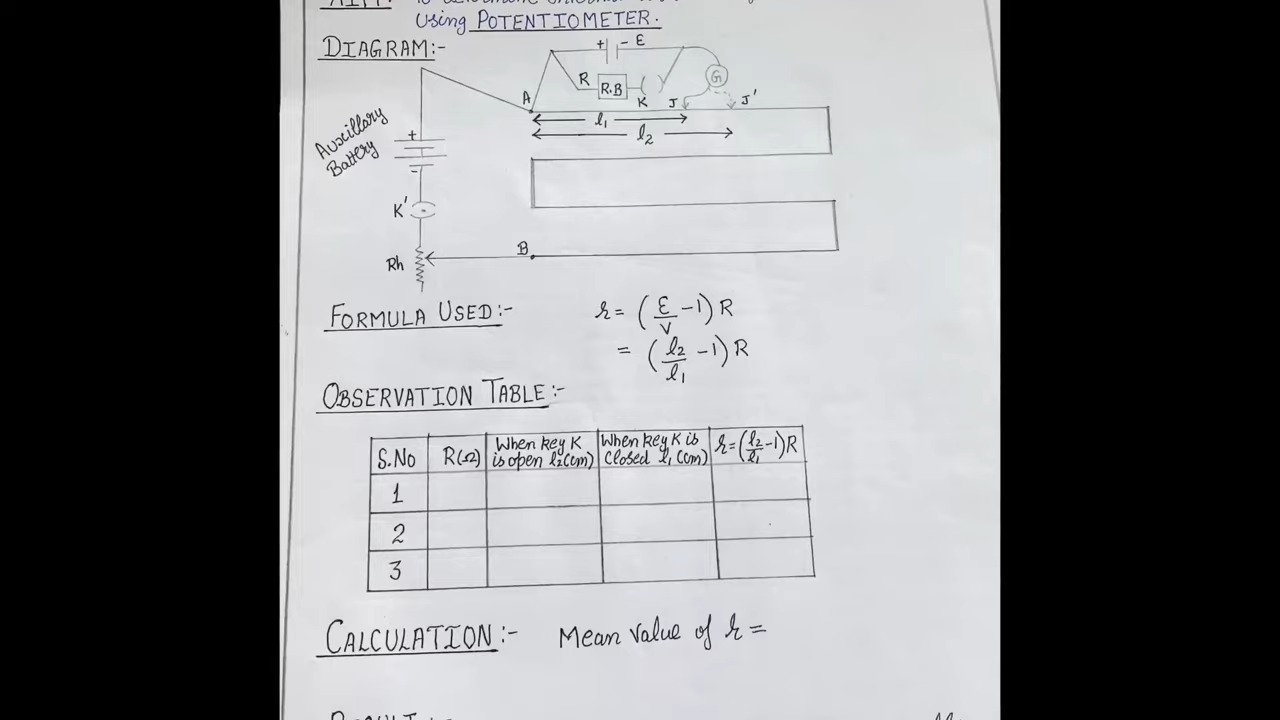 Using POTENTIOMETER.
DIAGRAM:-
+ - E
R R.B K J G J'
A
l₁
l₂
Auxcillary
Battery
+
-
K'
Rh
B
FORMULA USED:- r = (E/V -1) R
= (l₂/l₁ -1) R
OBSERVATION TABLE:-
S.No R(Ω) When key K is open l₂(cm) When key K is closed l₁(cm) r=(l₂/l₁-1)R
1
2
3
CALCULATION:- Mean value of r =